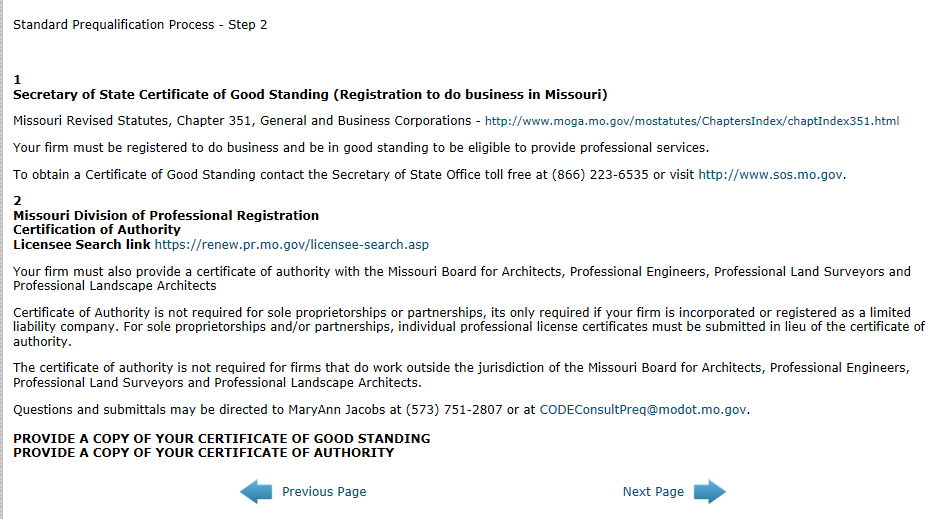 Standard Prequalification Process - Step 2
1
Secretary of State Certificate of Good Standing (Registration to do business in Missouri)
Missouri Revised Statutes, Chapter 351, General and Business Corporations - http://www.moga.mo.gov/mostatutes/ChaptersIndex/chaptIndex351.html
Your firm must be registered to do business and be in good standing to be eligible to provide professional services.
To obtain a Certificate of Good Standing contact the Secretary of State Office toll free at (866) 223-6535 or visit http://www.sos.mo.gov.
2
Missouri Division of Professional Registration
Certification of Authority
Licensee Search link https://renew.pr.mo.gov/licensee-search.asp
Your firm must also provide a certificate of authority with the Missouri Board for Architects, Professional Engineers, Professional Land Surveyors and
Professional Landscape Architects
Certificate of Authority is not required for sole proprietorships or partnerships, its only required if your firm is incorporated or registered as a limited
liability company. For sole proprietorships and/or partnerships, individual professional license certificates must be submitted in lieu of the certificate of
authority.
The certificate of authority is not required for firms that do work outside the jurisdiction of the Missouri Board for Architects, Professional Engineers,
Professional Land Surveyors and Professional Landscape Architects.
Questions and submittals may be directed to MaryAnn Jacobs at (573) 751-2807 or at CODEConsultPreq@modot.mo.gov.
PROVIDE A COPY OF YOUR CERTIFICATE OF GOOD STANDING
PROVIDE A COPY OF YOUR CERTIFICATE OF AUTHORITY
Previous Page Next Page